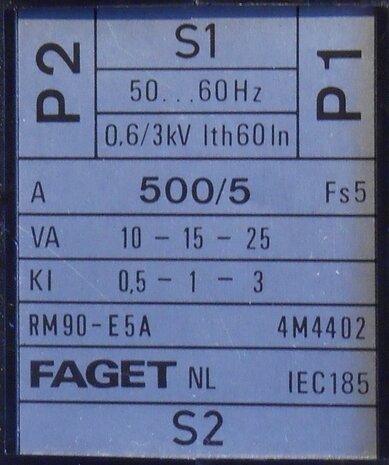 P2 S1 P1
50...60Hz
0,6/3kV Ith60In
A 500/5 Fs5
VA 10 - 15 - 25
KI 0,5 - 1 - 3
RM90-E5A 4M4402
FAGET NL IEC185
S2